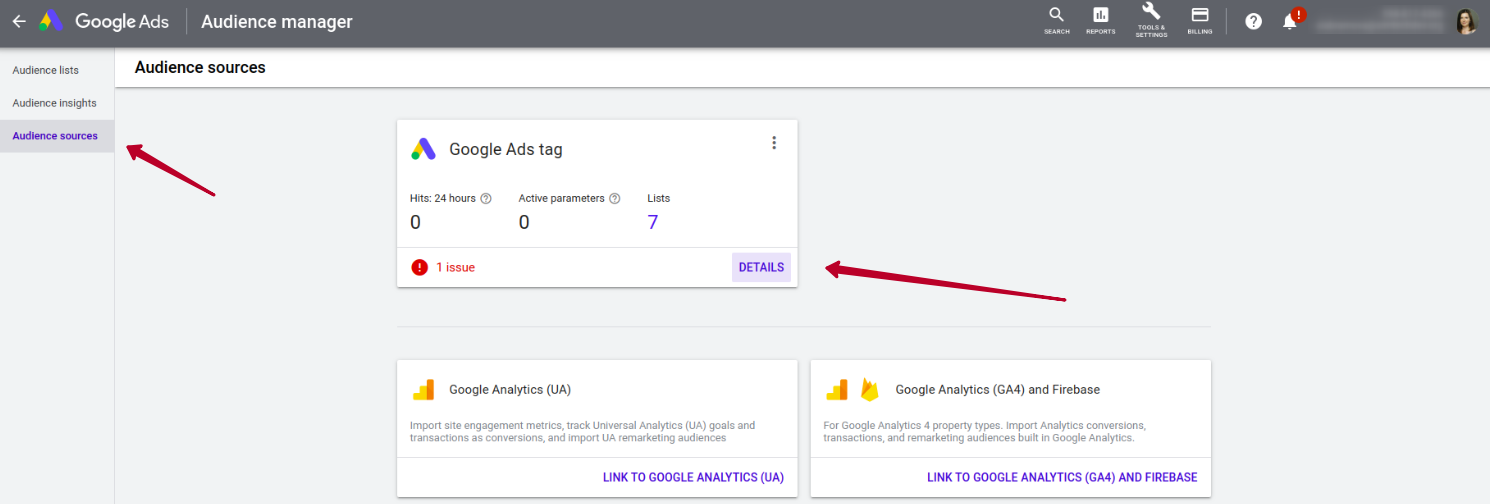 Google Ads
Audience manager
SEARCH
REPORTS
TOOLS &
SETTINGS
BILLING
Audience lists
Audience insights
Audience sources
Audience sources
Google Ads tag
Hits: 24 hours
Active parameters
Lists
0
0
7
1 issue
DETAILS
Google Analytics (UA)
Import site engagement metrics, track Universal Analytics (UA) goals and
transactions as conversions, and import UA remarketing audiences
LINK TO GOOGLE ANALYTICS (UA)
Google Analytics (GA4) and Firebase
For Google Analytics 4 property types. Import Analytics conversions,
transactions, and remarketing audiences built in Google Analytics.
LINK TO GOOGLE ANALYTICS (GA4) AND FIREBASE